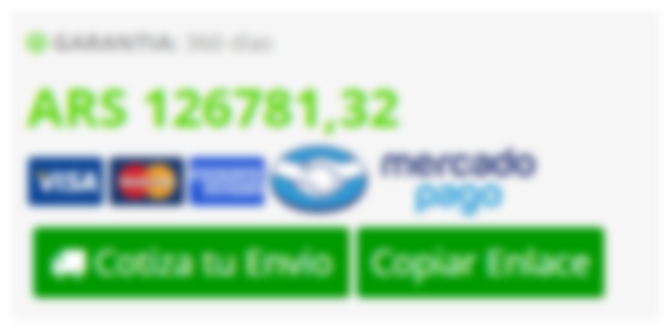 GARANTIA: 360 días
ARS 126781,32
VISA mercado
pago
Cotiza tu Envío Copiar Enlace